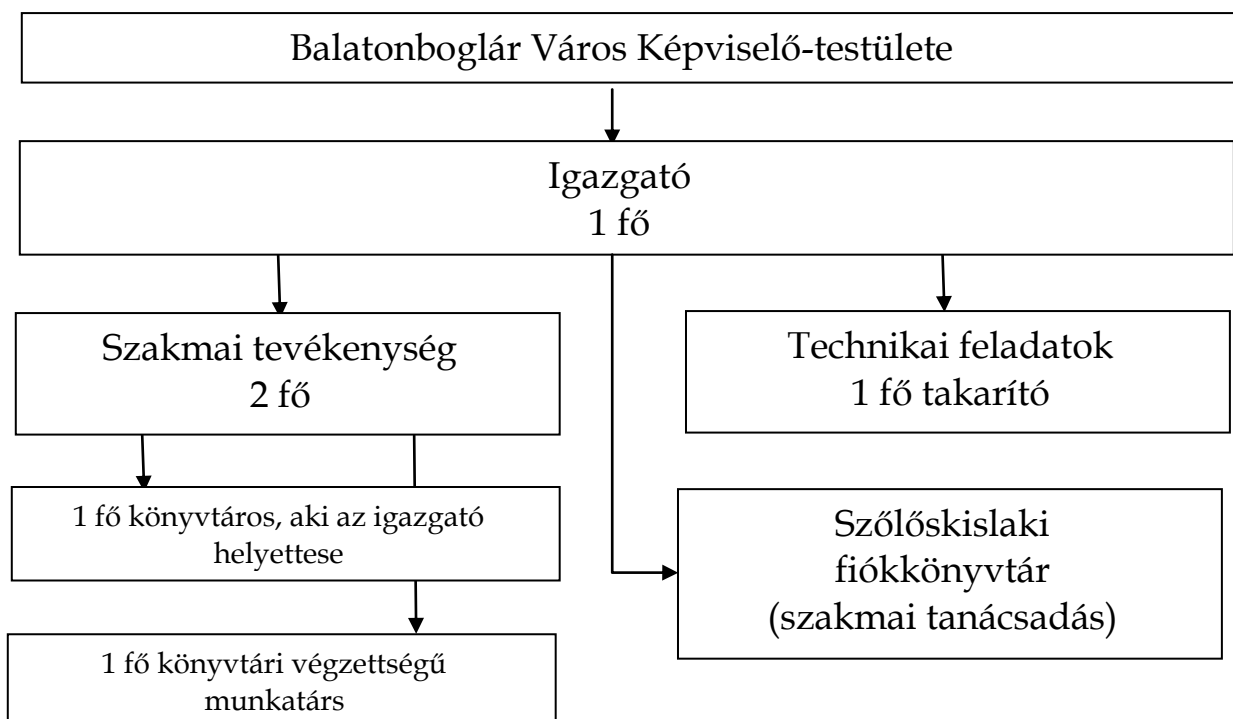 Balatonboglár Város Képviselő-testülete
Igazgató
1 fő
Szakmai tevékenység
2 fő
Technikai feladatok
1 fő takarító
1 fő könyvtáros, aki az igazgató
helyettese
Szőlőskislaki
fiókkönyvtár
(szakmai tanácsadás)
1 fő könyvtári végzettségű
munkatárs